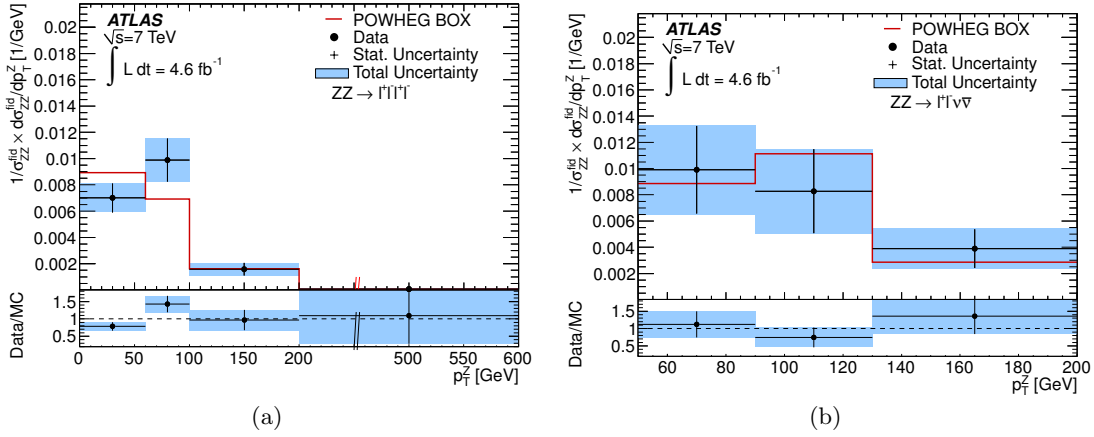 ATLAS
√s=7 TeV
∫ L dt = 4.6 fb⁻¹
POWHEG BOX
Data
Stat. Uncertainty
Total Uncertainty
ZZ → l⁺l⁻l⁺l⁻
1/σ_ZZ^fid × dσ_ZZ^fid/dp_T^Z [1/GeV]
0.02
0.018
0.016
0.014
0.012
0.01
0.008
0.006
0.004
0.002
Data/MC
1.5
1
0.5
0 50 100 150 200 500 550 600
p_T^Z [GeV]
(a)
ATLAS
√s=7 TeV
∫ L dt = 4.6 fb⁻¹
POWHEG BOX
Data
Stat. Uncertainty
Total Uncertainty
ZZ → l⁺l⁻νν̅
1/σ_ZZ^fid × dσ_ZZ^fid/dp_T^Z [1/GeV]
0.02
0.018
0.016
0.014
0.012
0.01
0.008
0.006
0.004
0.002
Data/MC
1.5
1
0.5
60 80 100 120 140 160 180 200
p_T^Z [GeV]
(b)